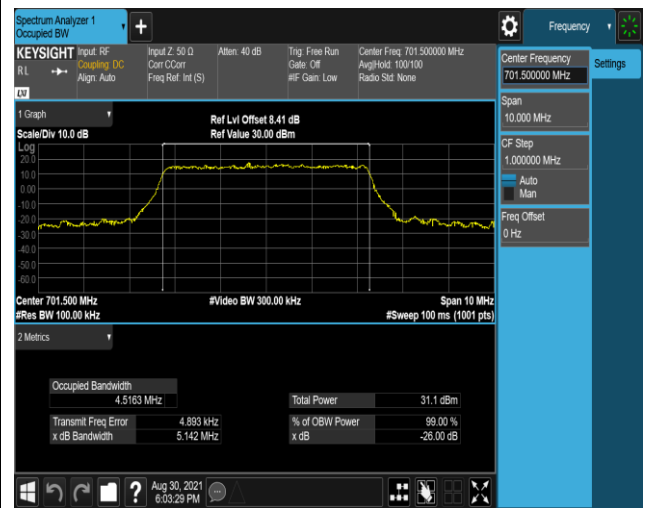 Spectrum Analyzer 1
Occupied BW
Frequency
KEYSIGHT
RL
LXI
Input: RF
Coupling: DC
Align: Auto
Input Z: 50 Ω
Corr CCorr
Freq Ref: Int (S)
Atten: 40 dB
Trig: Free Run
Gate: Off
#IF Gain: Low
Center Freq: 701.500000 MHz
Avg|Hold: 100/100
Radio Std: None
Center Frequency
701.500000 MHz
Settings
Span
10.000 MHz
CF Step
1.000000 MHz
Auto
Man
Freq Offset
0 Hz
1 Graph
Scale/Div 10.0 dB
Ref Lvl Offset 8.41 dB
Ref Value 30.00 dBm
Log
20.0
10.0
0.00
-10.0
-20.0
-30.0
-40.0
-50.0
-60.0
Center 701.500 MHz
#Res BW 100.00 kHz
#Video BW 300.00 kHz
Span 10 MHz
#Sweep 100 ms (1001 pts)
2 Metrics
Occupied Bandwidth
4.5163 MHz
Total Power 31.1 dBm
Transmit Freq Error 4.893 kHz
% of OBW Power 99.00 %
x dB Bandwidth 5.142 MHz
x dB -26.00 dB
?
Aug 30, 2021
6:03:29 PM